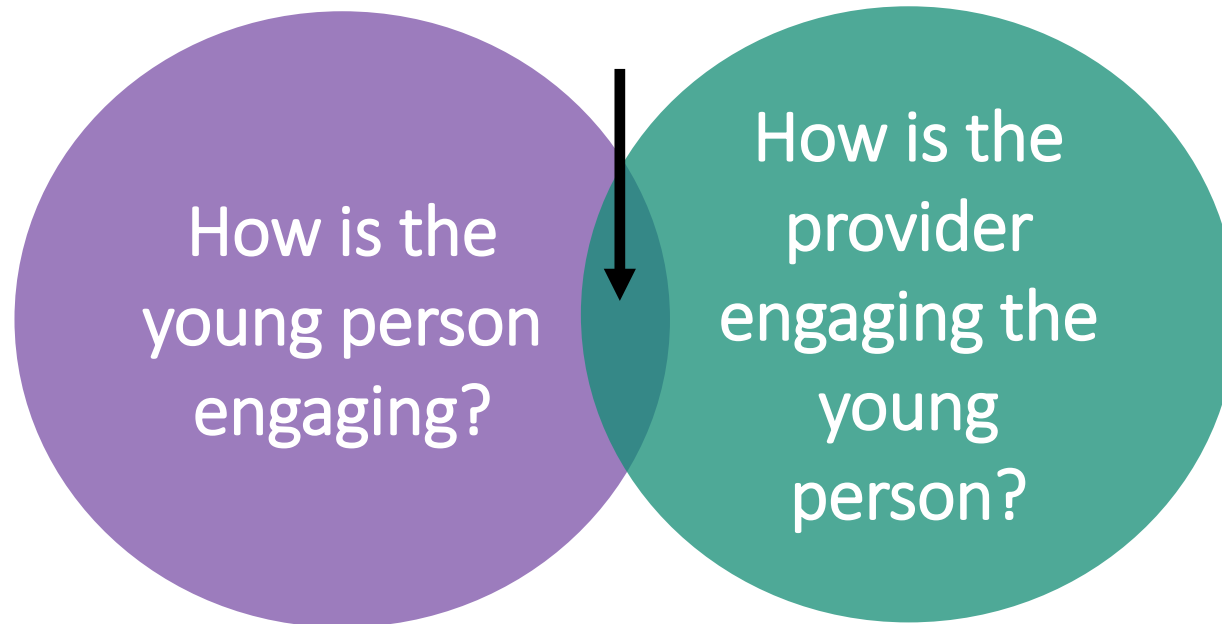 How is the
young person
engaging?
How is the
provider
engaging the
young
person?